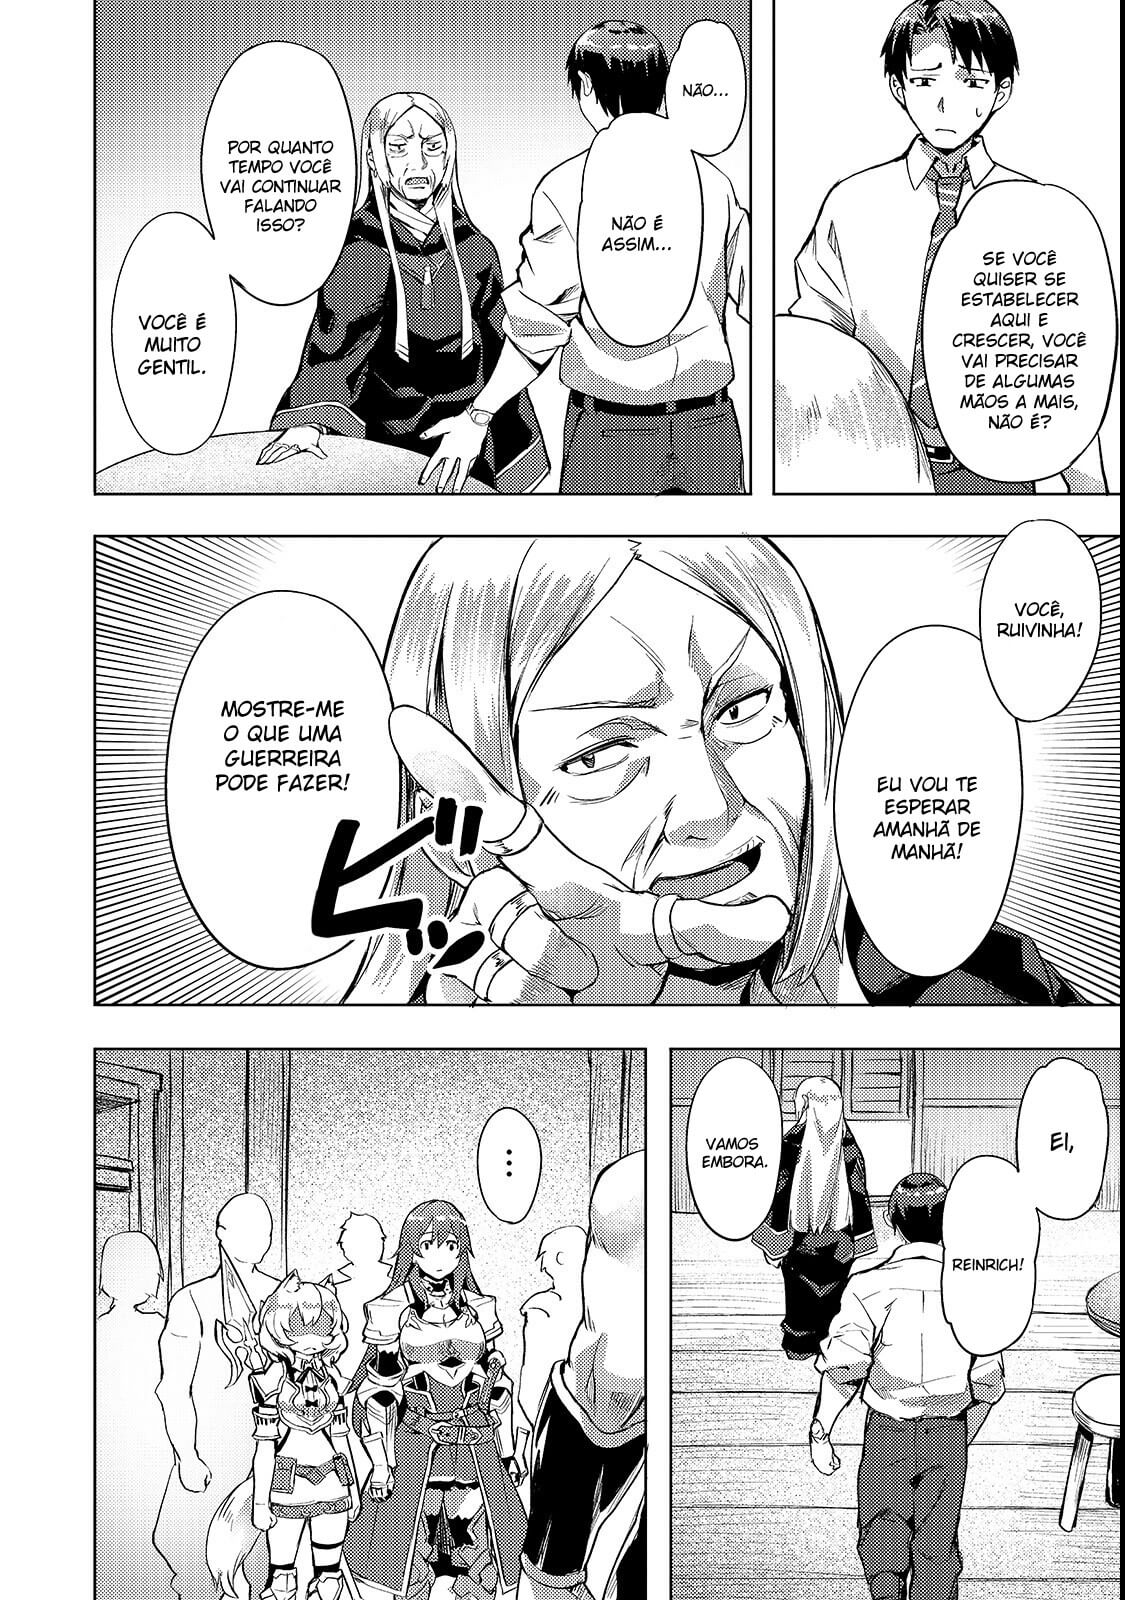 SE VOCÊ
QUISER SE
ESTABELECER
AQUI E
CRESCER, VOCÊ
VAI PRECISAR
DE ALGUMAS
MÃOS A MAIS,
NÃO É?
NÃO...
NÃO É
ASSIM...
POR QUANTO
TEMPO VOCÊ
VAI CONTINUAR
FALANDO
ISSO?
VOCÊ É
MUITO
GENTIL.
VOCÊ,
RUIVINHA!
EU VOU TE
ESPERAR
AMANHÃ DE
MANHÃ!
MOSTRE-ME
O QUE UMA
GUERREIRA
PODE FAZER!
ビシッ
EI,
REINRICH!
VAMOS
EMBORA.
...